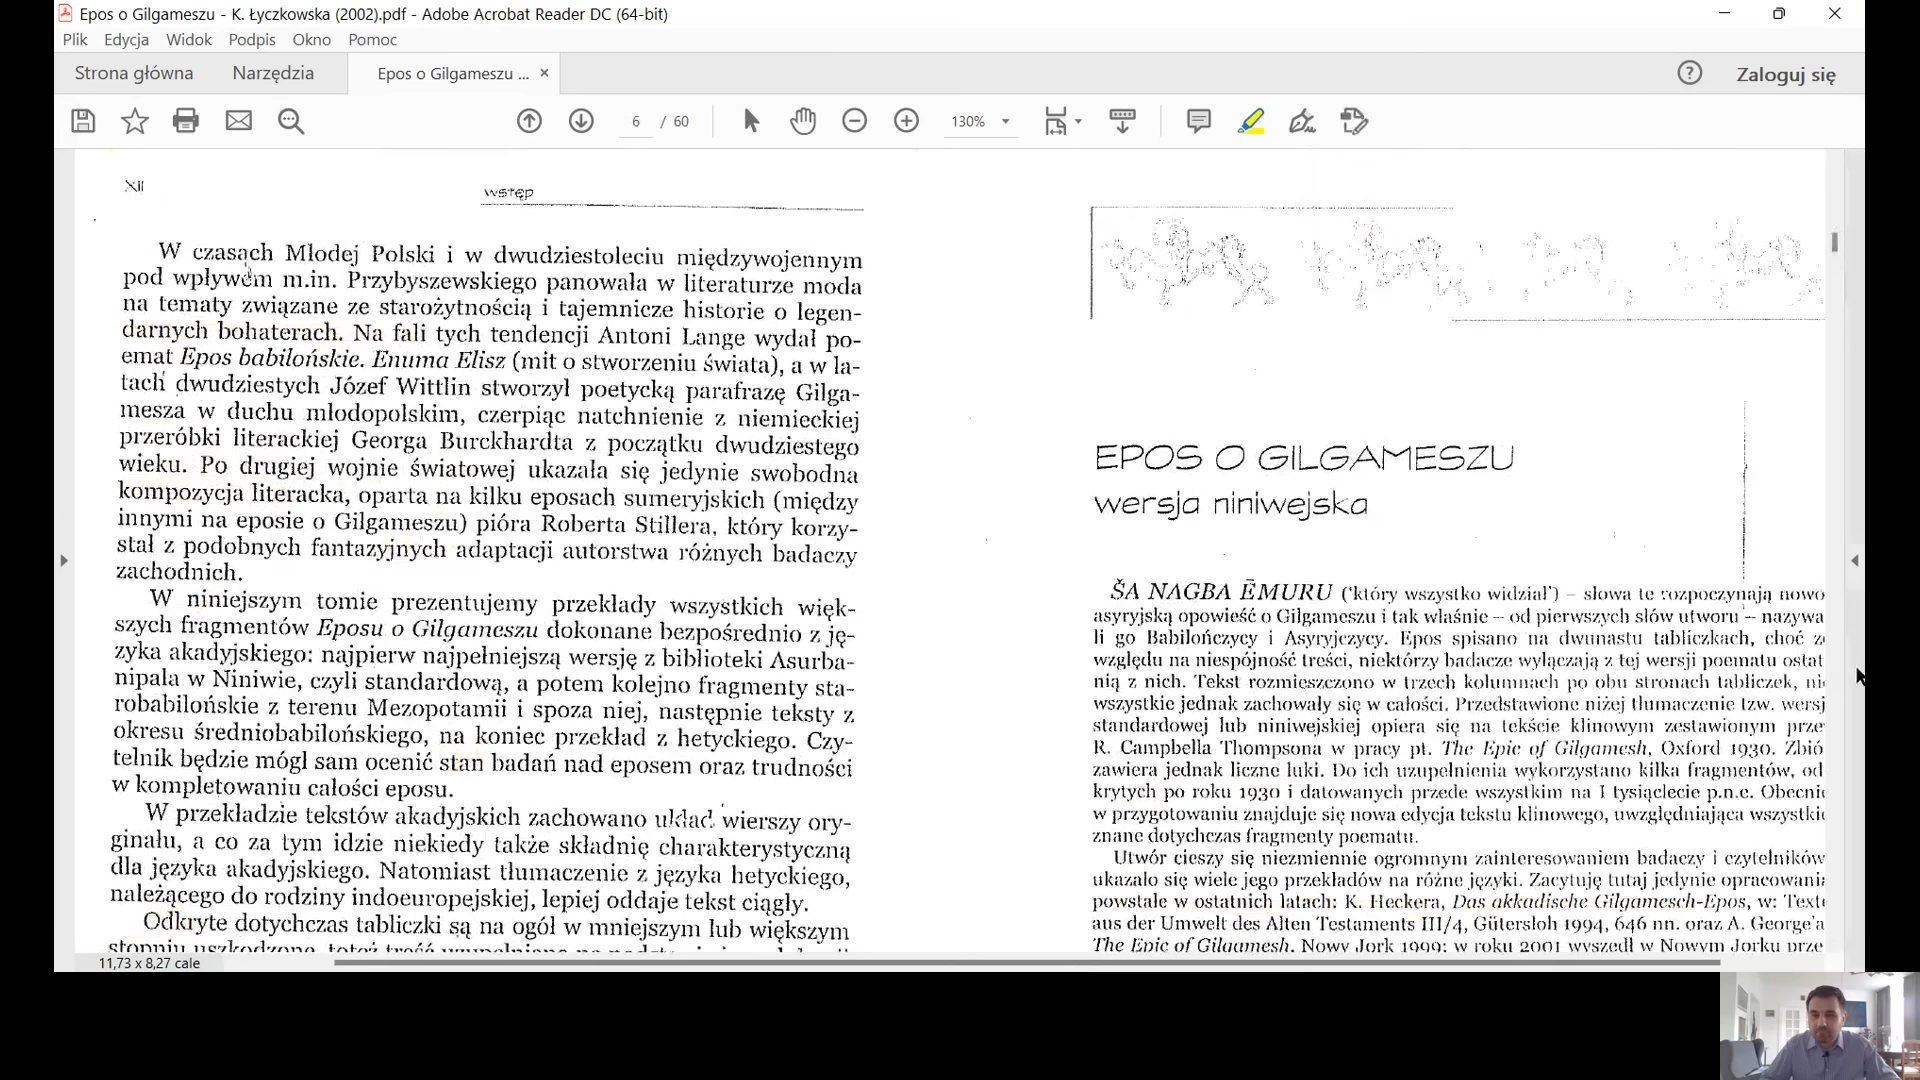 Epos o Gilgameszu - K. Łyczkowska (2002).pdf - Adobe Acrobat Reader DC (64-bit)
Plik Edycja Widok Podpis Okno Pomoc
Strona główna Narzędzia Epos o Gilgameszu ... × Zaloguj się
6 / 60 130%
XII
wstęp
W czasach Młodej Polski i w dwudziestoleciu międzywojennym
pod wpływem m.in. Przybyszewskiego panowała w literaturze moda
na tematy związane ze starożytnością i tajemnicze historie o legen-
darnych bohaterach. Na fali tych tendencji Antoni Lange wydał po-
emat Epos babilońskie. Enuma Elisz (mit o stworzeniu świata), a w la-
tach dwudziestych Józef Wittlin stworzył poetycką parafrazę Gilga-
mesza w duchu młodopolskim, czerpiąc natchnienie z niemieckiej
przeróbki literackiej Georga Burckhardta z początku dwudziestego
wieku. Po drugiej wojnie światowej ukazała się jedynie swobodna
kompozycja literacka, oparta na kilku eposach sumeryjskich (między
innymi na eposie o Gilgameszu) pióra Roberta Stillera, który korzy-
stał z podobnych fantazyjnych adaptacji autorstwa różnych badaczy
zachodnich.
W niniejszym tomie prezentujemy przekłady wszystkich więk-
szych fragmentów Eposu o Gilgameszu dokonane bezpośrednio z ję-
zyka akadyjskiego: najpierw najpełniejszą wersję z biblioteki Asurba-
nipala w Niniwie, czyli standardową, a potem kolejno fragmenty sta-
robabilońskie z terenu Mezopotamii i spoza niej, następnie teksty z
okresu średniobabilońskiego, na koniec przekład z hetyckiego. Czy-
telnik będzie mógł sam ocenić stan badań nad eposem oraz trudności
w kompletowaniu całości eposu.
W przekładzie tekstów akadyjskich zachowano układ wierszy ory-
ginału, a co za tym idzie niekiedy także składnię charakterystyczną
dla języka akadyjskiego. Natomiast tłumaczenie z języka hetyckiego,
należącego do rodziny indoeuropejskiej, lepiej oddaje tekst ciągły.
Odkryte dotychczas tabliczki są na ogół w mniejszym lub większym
stopniu uszkodzone, toteż treść
EPOS O GILGAMESZU
wersja niniwejska
ŠA NAGBA ĒMURU ('który wszystko widział') – słowa te rozpoczynają nowo
asyryjską opowieść o Gilgameszu i tak właśnie – od pierwszych słów utworu – nazywa
li go Babilończycy i Asyryjczycy. Epos spisano na dwunastu tabliczkach, choć ze
względu na niespójność treści, niektórzy badacze wyłączają z tej wersji poematu ostat
nią z nich. Tekst rozmieszczono w trzech kolumnach po obu stronach tabliczek, nie
wszystkie jednak zachowały się w całości. Przedstawione niżej tłumaczenie tzw. wersj
standardowej lub niniwejskiej opiera się na tekście klinowym zestawionym prze
R. Campbella Thompsona w pracy pt. The Epic of Gilgamesh, Oxford 1930. Zbió
zawiera jednak liczne luki. Do ich uzupełnienia wykorzystano kilka fragmentów, od
krytych po roku 1930 i datowanych przede wszystkim na I tysiąclecie p.n.e. Obecnie
w przygotowaniu znajduje się nowa edycja tekstu klinowego, uwzględniająca wszystkie
znane dotychczas fragmenty poematu.
Utwór cieszy się niezmiennie ogromnym zainteresowaniem badaczy i czytelników
ukazało się wiele jego przekładów na różne języki. Zacytuję tutaj jedynie opracowania
powstałe w ostatnich latach: K. Heckera, Das akkadische Gilgamesch-Epos, w: Texte
aus der Umwelt des Alten Testaments III/4, Gütersloh 1994, 646 nn. oraz A. George'a
The Epic of Gilgamesh, Nowy Jork 1999; w roku 2001 wyszedł w Nowym Jorku prze
11,73 x 8,27 cale